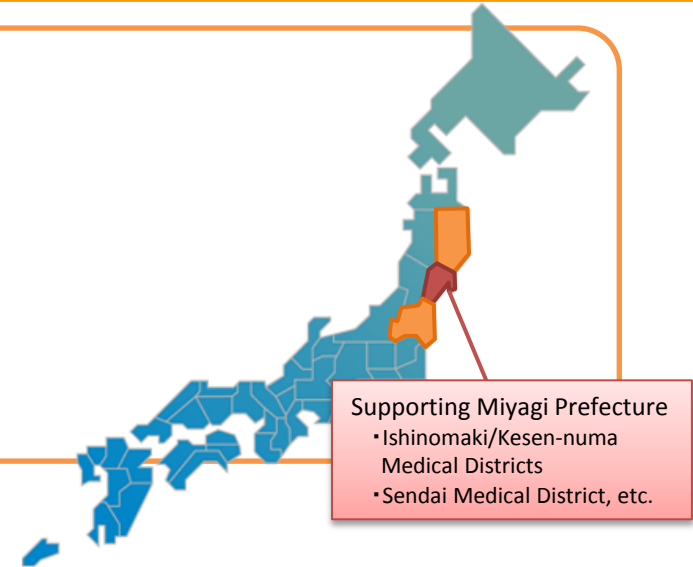 Supporting Miyagi Prefecture
・Ishinomaki/Kesen-numa
Medical Districts
・Sendai Medical District, etc.